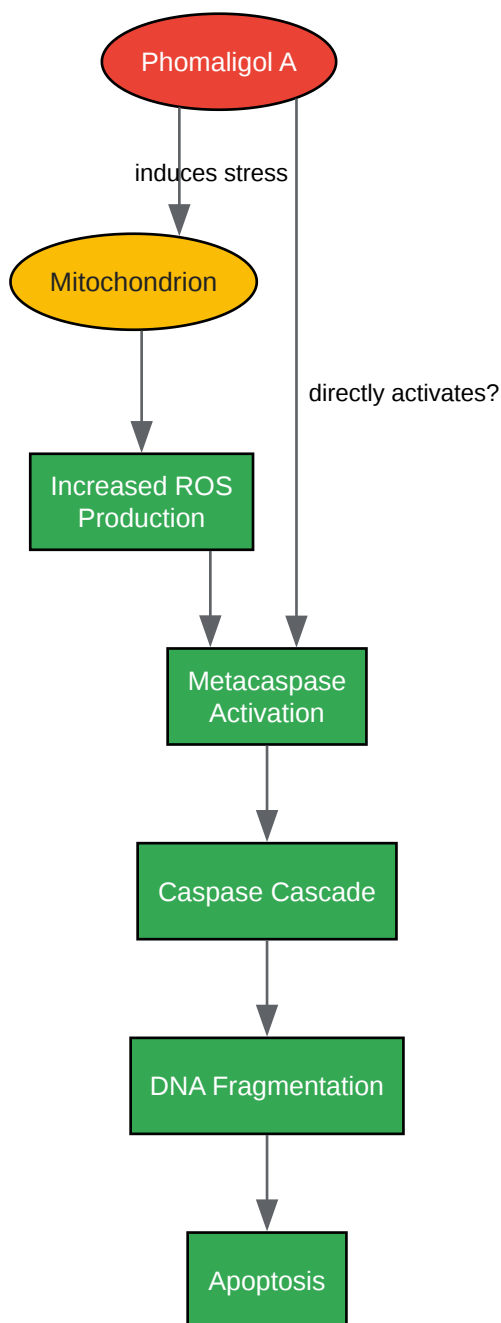 Phomaligol A
induces stress
Mitochondrion
directly activates?
Increased ROS
Production
Metacaspase
Activation
Caspase Cascade
DNA Fragmentation
Apoptosis